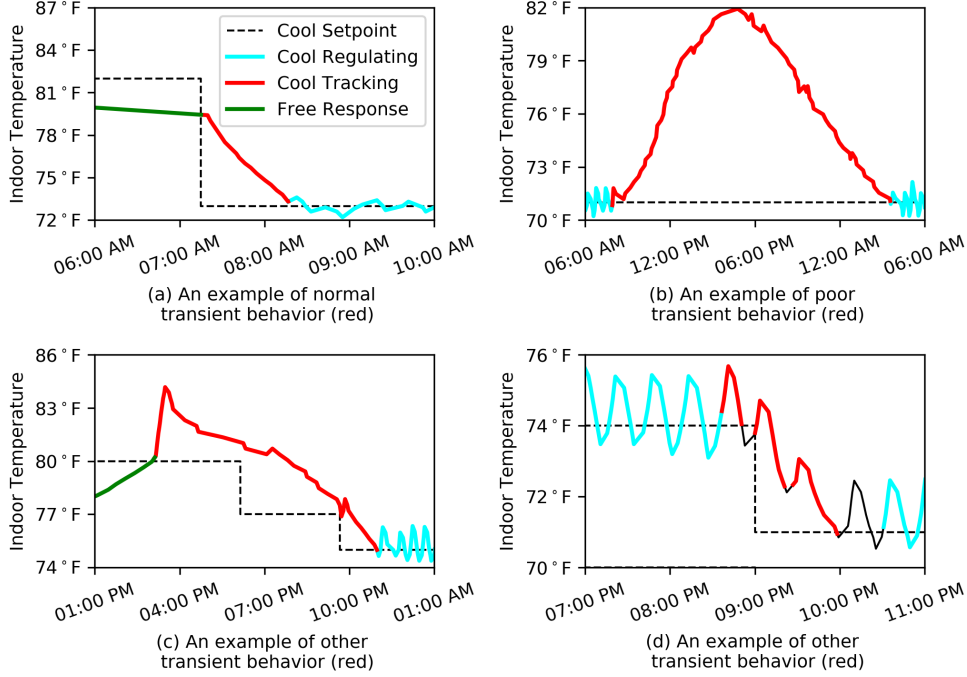 87°F
84°F
81°F
78°F
75°F
72°F
Indoor Temperature
Cool Setpoint
Cool Regulating
Cool Tracking
Free Response
06:00 AM
07:00 AM
08:00 AM
09:00 AM
10:00 AM
(a) An example of normal
transient behavior (red)
82°F
79°F
76°F
73°F
70°F
Indoor Temperature
06:00 AM
12:00 PM
06:00 PM
12:00 AM
06:00 AM
(b) An example of poor
transient behavior (red)
86°F
83°F
80°F
77°F
74°F
Indoor Temperature
01:00 PM
04:00 PM
07:00 PM
10:00 PM
01:00 AM
(c) An example of other
transient behavior (red)
76°F
74°F
72°F
70°F
Indoor Temperature
07:00 PM
08:00 PM
09:00 PM
10:00 PM
11:00 PM
(d) An example of other
transient behavior (red)